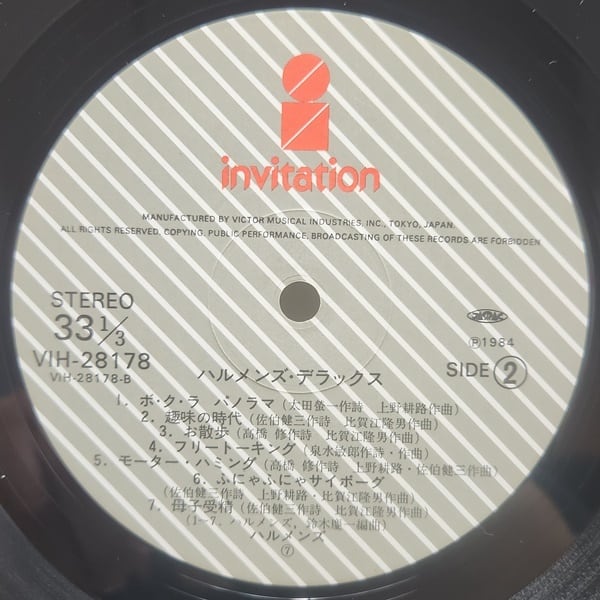 invitation
MANUFACTURED BY VICTOR MUSICAL INDUSTRIES, INC., TOKYO, JAPAN.
ALL RIGHTS RESERVED. COPYING. PUBLIC PERFORMANCE, BROADCASTING OF THESE RECORDS ARE FORBIDDEN
STEREO
33 1/3
VIH-28178
VIH-28178-B
JASRAC
Ⓟ1984
SIDE ②
ハルメンズ・デラックス
1. ボ・ク・ラ パノラマ (太田螢一作詩 上野耕路作曲)
2. 趣味の時代 (佐伯健三作詩 比賀江隆男作曲)
3. お散歩 (高橋 修作詩 比賀江隆男作曲)
4. フリートーキング (泉水敏郎作詩・作曲)
5. モーター・ハミング (高橋 修作詩 上野耕路・佐伯健三作曲)
6. ふにゃふにゃサイボーグ
(佐伯健三作詩 上野耕路・比賀江隆男作曲)
7. 母子受精 (佐伯健三作詩 比賀江隆男作曲)
(1〜7. ハルメンズ, 鈴木慶一編曲)
ハルメンズ
⑦